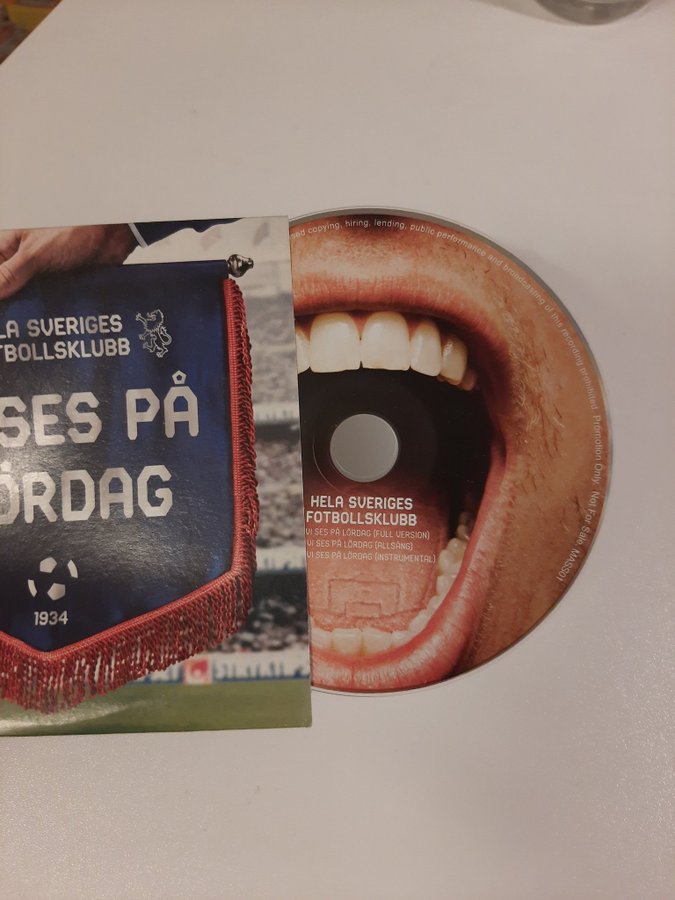 LA SVERIGES
TBOLLSKLUBB
SES PÅ
ÖRDAG
1934
sed copying, hiring, lending, public performance and broadcasting of this recording prohibited. Promotion Only. Not For Sale. MAS301
HELA SVERIGES
FOTBOLLSKLUBB
VI SES PÅ LÖRDAG (FULL VERSION)
VI SES PÅ LÖRDAG (ALLSÅNG)
VI SES PÅ LÖRDAG (INSTRUMENTAL)